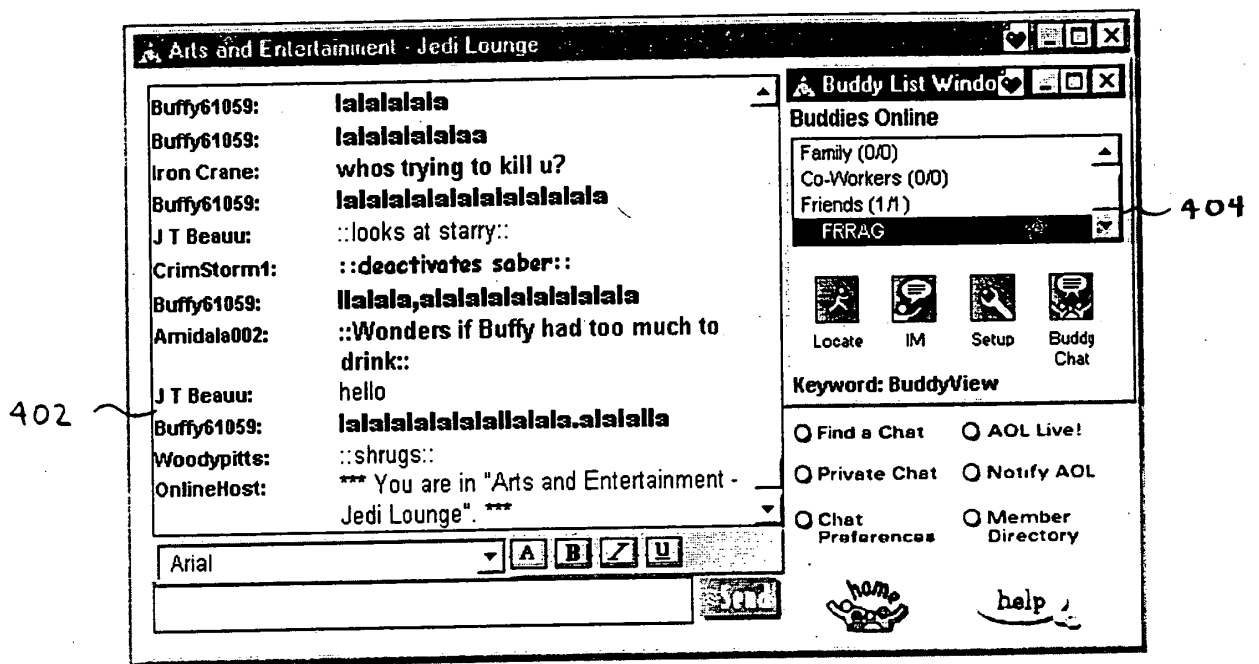 Arts and Entertainment - Jedi Lounge
Buffy61059: lalalalala
Buffy61059: lalalalalalaa
Iron Crane: whos trying to kill u?
Buffy61059: lalalalalalalalalalalalala
J T Beauu: ::looks at starry::
CrimStorm1: ::deactivates saber::
Buffy61059: llalala,alalalalalalalalala
Amidala002: ::Wonders if Buffy had too much to
drink::
J T Beauu: hello
Buffy61059: lalalalalalalallalala.alalalla
Woodypitts: ::shrugs::
OnlineHost: *** You are in "Arts and Entertainment -
Jedi Lounge". ***
Arial
A B I U
Send
Buddy List Windo
Buddies Online
Family (0/0)
Co-Workers (0/0)
Friends (1/1)
FRRAG
Locate IM Setup Buddy
Chat
Keyword: BuddyView
Find a Chat AOL Live!
Private Chat Notify AOL
Chat Member
Preferences Directory
home help
402
404